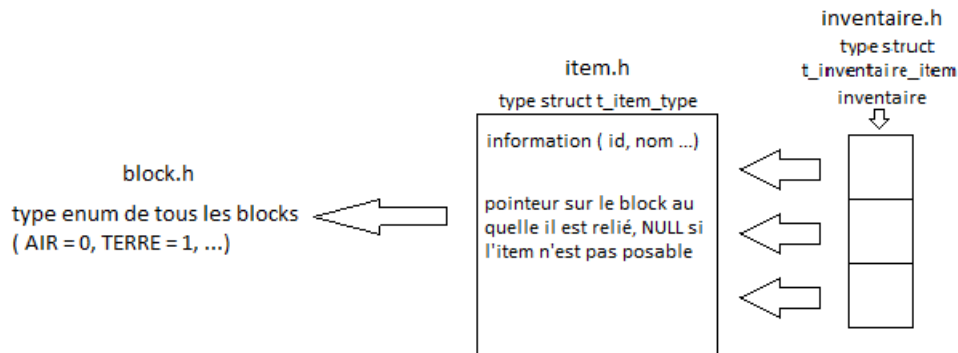 inventaire.h
type struct
t_inventaire_item
inventaire
item.h
type struct t_item_type
information ( id, nom ...)
pointeur sur le block au
quelle il est relié, NULL si
l'item n'est pas posable
block.h
type enum de tous les blocks
( AIR = 0, TERRE = 1, ...)